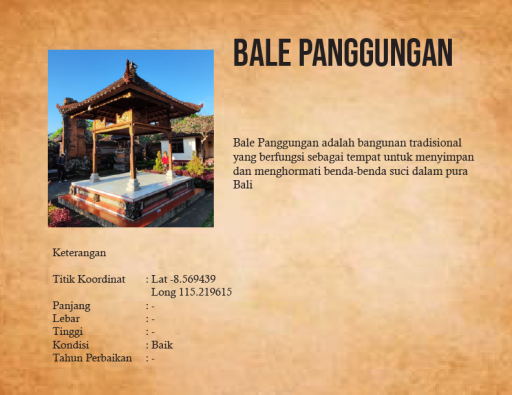 BALE PANGGUNGAN
Bale Panggungan adalah bangunan tradisional
yang berfungsi sebagai tempat untuk menyimpan
dan menghormati benda-benda suci dalam pura
Bali
Keterangan
Titik Koordinat : Lat -8.569439
Long 115.219615
Panjang : -
Lebar : -
Tinggi : -
Kondisi : Baik
Tahun Perbaikan : -